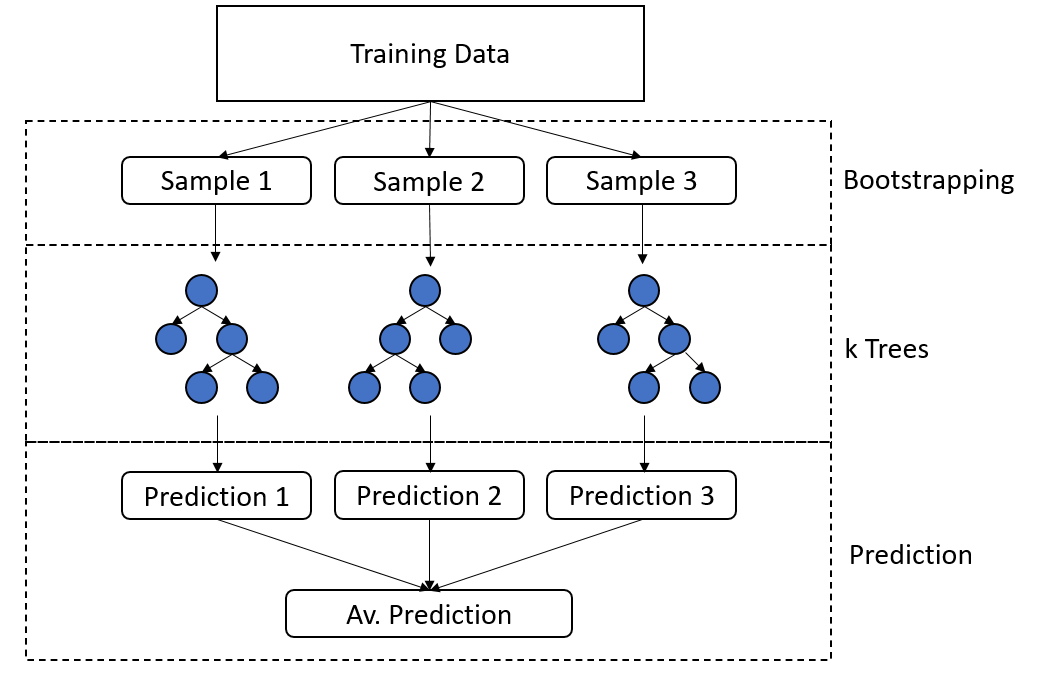 Training Data
Sample 1
Sample 2
Sample 3
Bootstrapping
k Trees
Prediction 1
Prediction 2
Prediction 3
Prediction
Av. Prediction